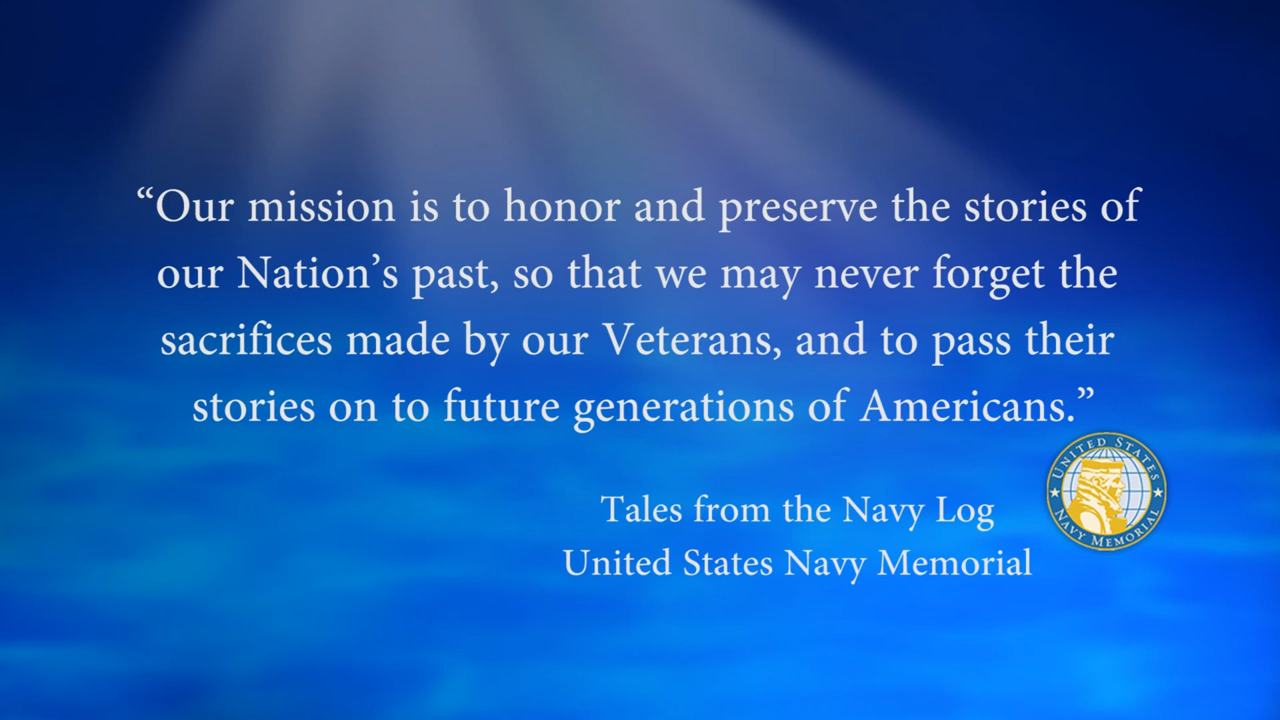 “Our mission is to honor and preserve the stories of
our Nation’s past, so that we may never forget the
sacrifices made by our Veterans, and to pass their
stories on to future generations of Americans.”
Tales from the Navy Log
United States Navy Memorial
UNITED STATES
NAVY MEMORIAL